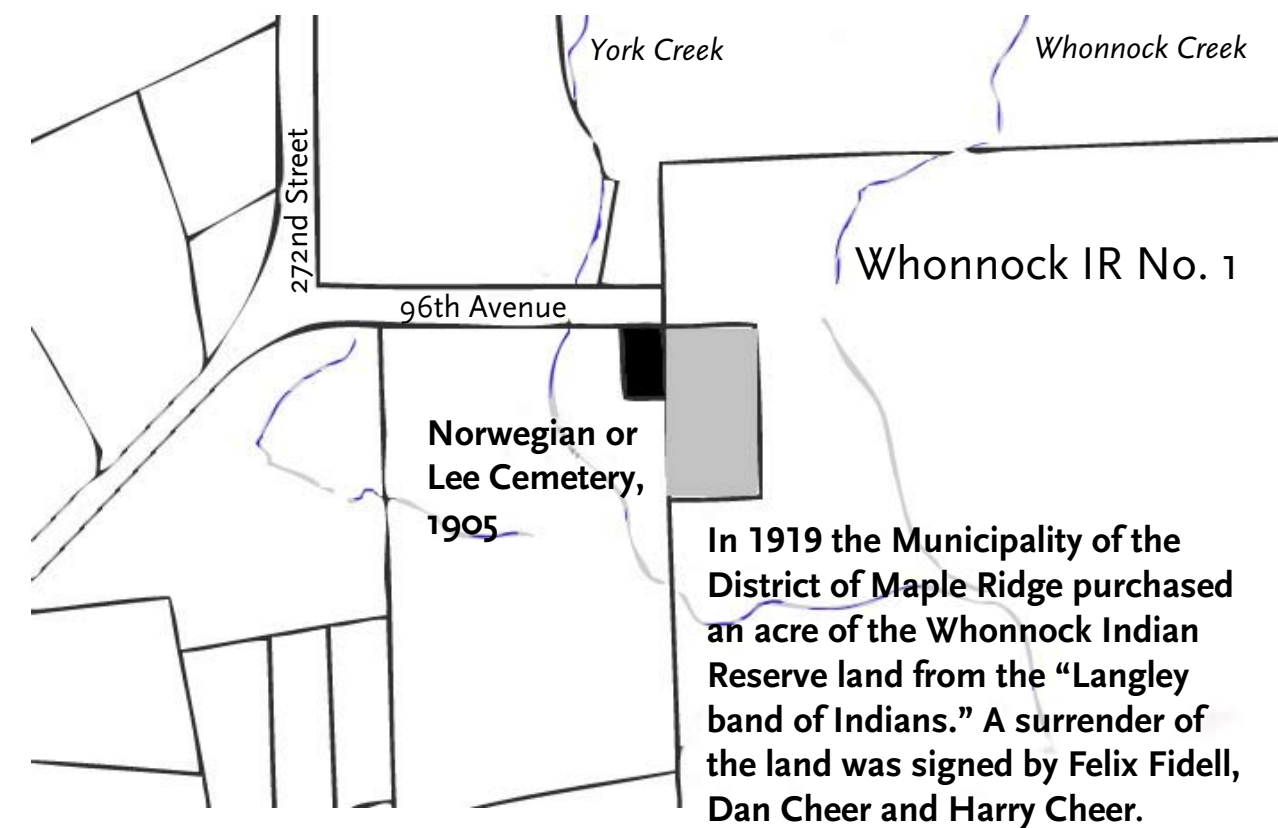 York Creek
Whonnock Creek
272nd Street
Whonnock IR No. 1
96th Avenue
Norwegian or
Lee Cemetery,
1905
In 1919 the Municipality of the
District of Maple Ridge purchased
an acre of the Whonnock Indian
Reserve land from the “Langley
band of Indians.” A surrender of
the land was signed by Felix Fidell,
Dan Cheer and Harry Cheer.